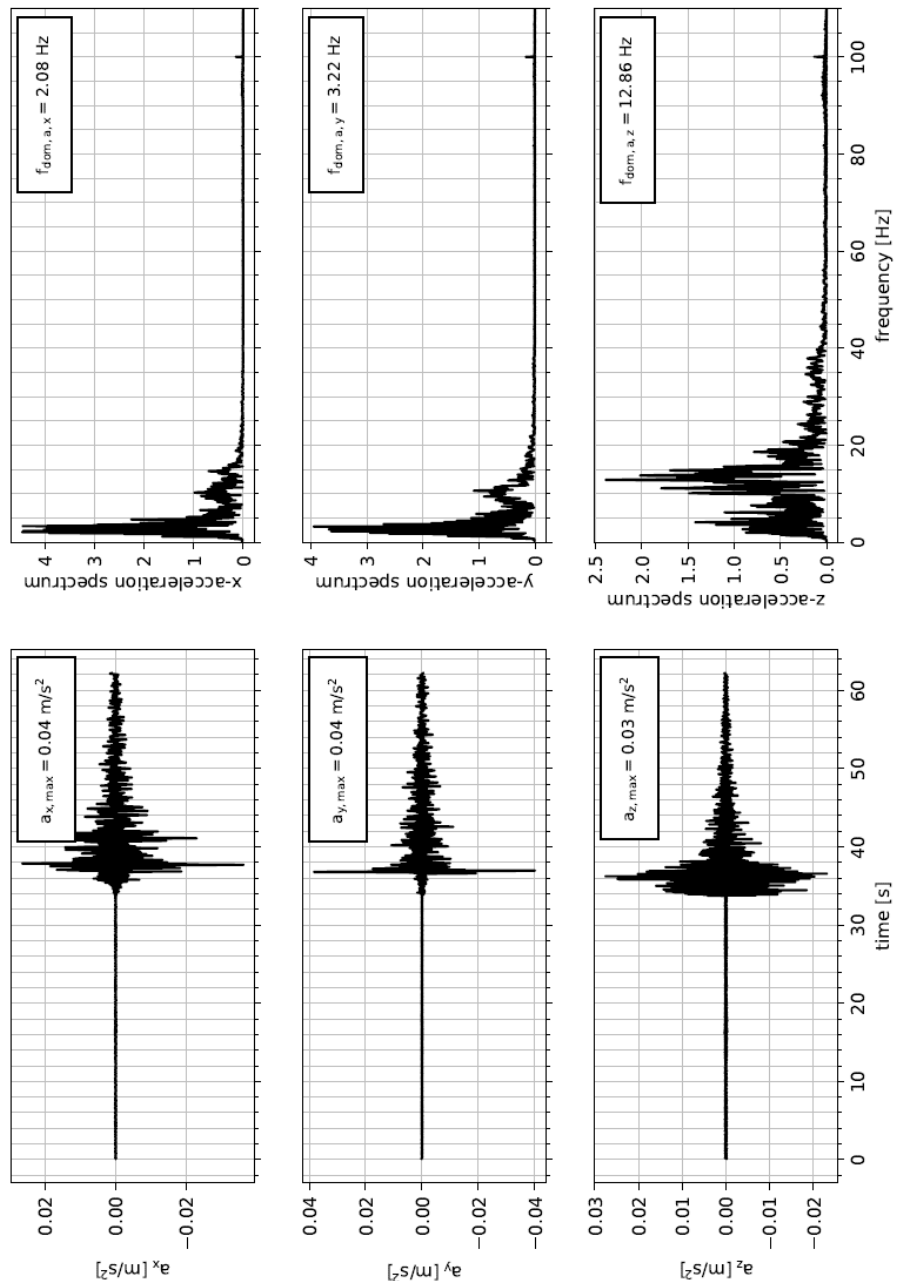 a_x [m/s²]
0.02
0.00
−0.02
a_x,max = 0.04 m/s²
x-acceleration spectrum
4
3
2
1
0
f_dom, a, x = 2.08 Hz
a_y [m/s²]
0.04
0.02
0.00
−0.02
−0.04
a_y,max = 0.04 m/s²
y-acceleration spectrum
4
3
2
1
0
f_dom, a, y = 3.22 Hz
a_z [m/s²]
0.03
0.02
0.01
0.00
−0.01
−0.02
a_z,max = 0.03 m/s²
0 10 20 30 40 50 60
time [s]
z-acceleration spectrum
2.5
2.0
1.5
1.0
0.5
0.0
f_dom, a, z = 12.86 Hz
0 20 40 60 80 100
frequency [Hz]